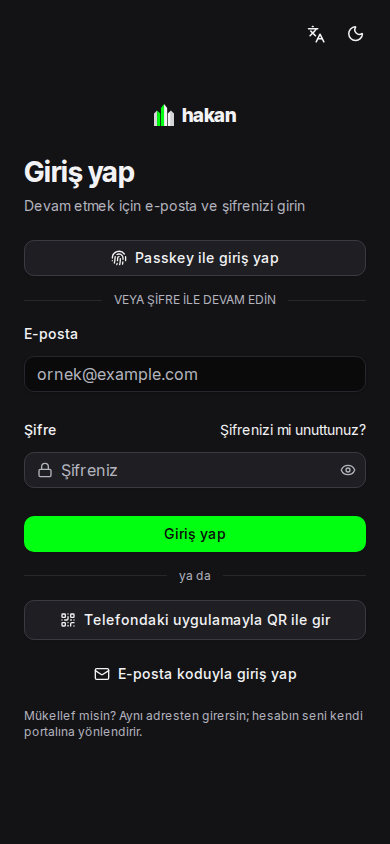 hakan
Giriş yap
Devam etmek için e-posta ve şifrenizi girin
Passkey ile giriş yap
VEYA ŞİFRE İLE DEVAM EDİN
E-posta
ornek@example.com
Şifre
Şifrenizi mi unuttunuz?
Şifreniz
Giriş yap
ya da
Telefondaki uygulamayla QR ile gir
E-posta koduyla giriş yap
Mükellef misin? Aynı adresten girersin; hesabın seni kendi
portalına yönlendirir.